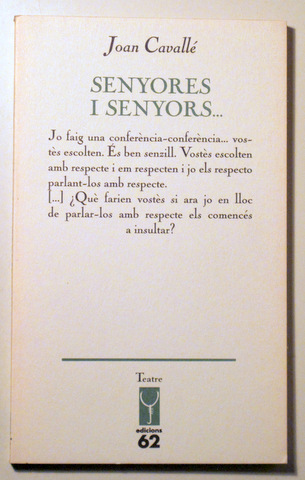 Joan Cavallé
SENYORES
I SENYORS...
Jo faig una conferència-conferència... vos-
tès escolten. És ben senzill. Vostès escolten
amb respecte i em respecten i jo els respecto
parlant-los amb respecte.
[...] ¿Què farien vostès si ara jo en lloc
de parlar-los amb respecte els comencés
a insultar?
Teatre
edicions
62